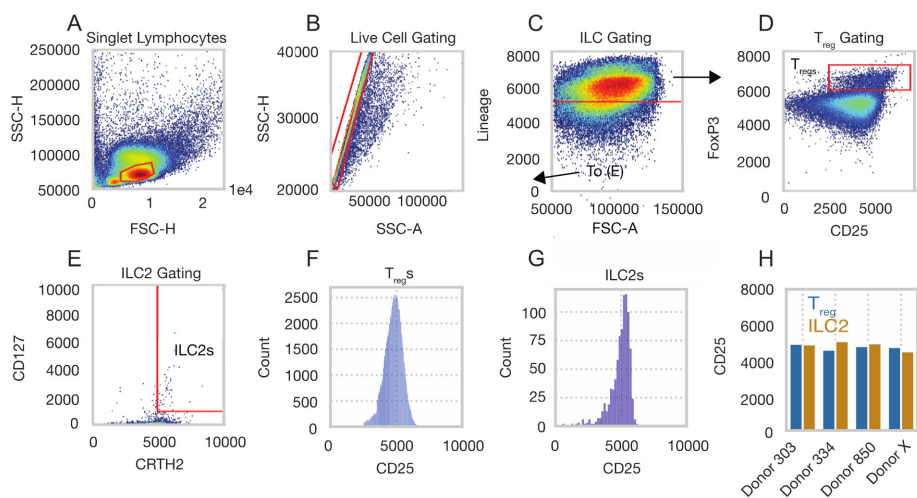 A
Singlet Lymphocytes
250000
200000
150000
100000
50000
SSC-H
0
1
2
1e4
FSC-H
B
Live Cell Gating
40000
30000
20000
SSC-H
50000
100000
SSC-A
C
ILC Gating
8000
6000
4000
2000
0
Lineage
To (E)
50000
100000
150000
FSC-A
D
Treg Gating
8000
6000
4000
2000
0
FoxP3
Tregs
0
2500
5000
CD25
E
ILC2 Gating
10000
8000
6000
4000
2000
0
CD127
ILC2s
0
5000
10000
CRTH2
F
Tregs
2500
2000
1500
1000
500
0
Count
0
5000
10000
CD25
G
ILC2s
100
75
50
25
0
Count
0
5000
10000
CD25
H
8000
6000
4000
2000
0
CD25
Treg
ILC2
Donor 303
Donor 334
Donor 850
Donor X